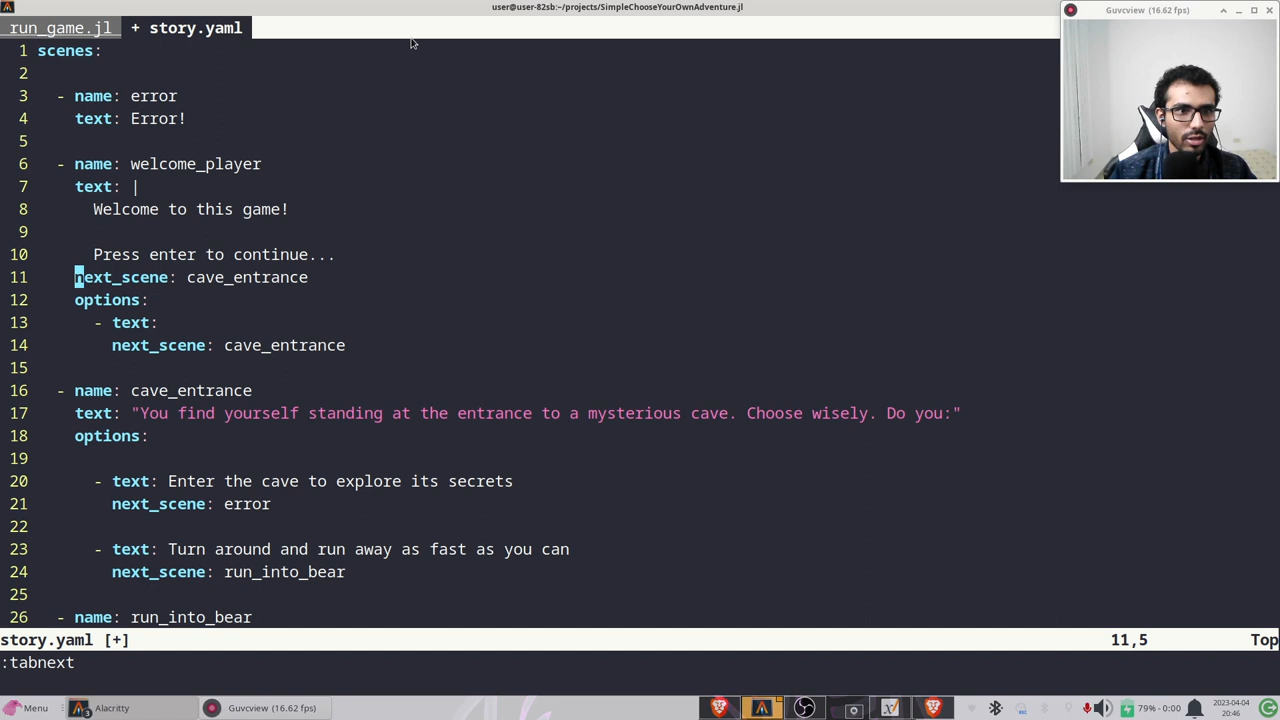 user@user-82sb:~/projects/SimpleChooseYourOwnAdventure.jl
Guvcview (16.62 fps)
run_game.jl + story.yaml
1 scenes:
2
3 - name: error
4 text: Error!
5
6 - name: welcome_player
7 text: |
8 Welcome to this game!
9
10 Press enter to continue...
11 next_scene: cave_entrance
12 options:
13 - text:
14 next_scene: cave_entrance
15
16 - name: cave_entrance
17 text: "You find yourself standing at the entrance to a mysterious cave. Choose wisely. Do you:"
18 options:
19
20 - text: Enter the cave to explore its secrets
21 next_scene: error
22
23 - text: Turn around and run away as fast as you can
24 next_scene: run_into_bear
25
26 - name: run_into_bear
story.yaml [+] 11,5 Top
:tabnext
Menu Alacritty Guvcview (16.62 fps) 79% - 0:00 2023-04-04
3 20:46